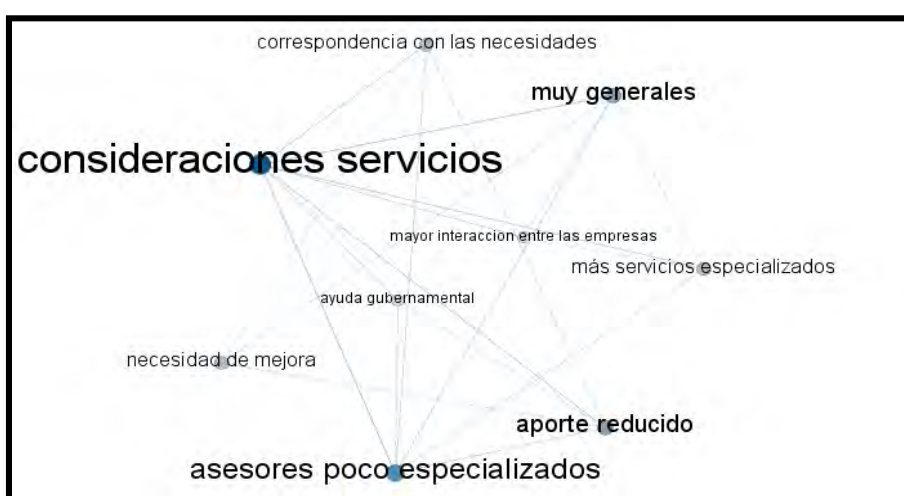 correspondencia con las necesidades
muy generales
consideraciones servicios
mayor interaccion entre las empresas
más servicios especializados
ayuda gubernamental
necesidad de mejora
aporte reducido
asesores poco especializados